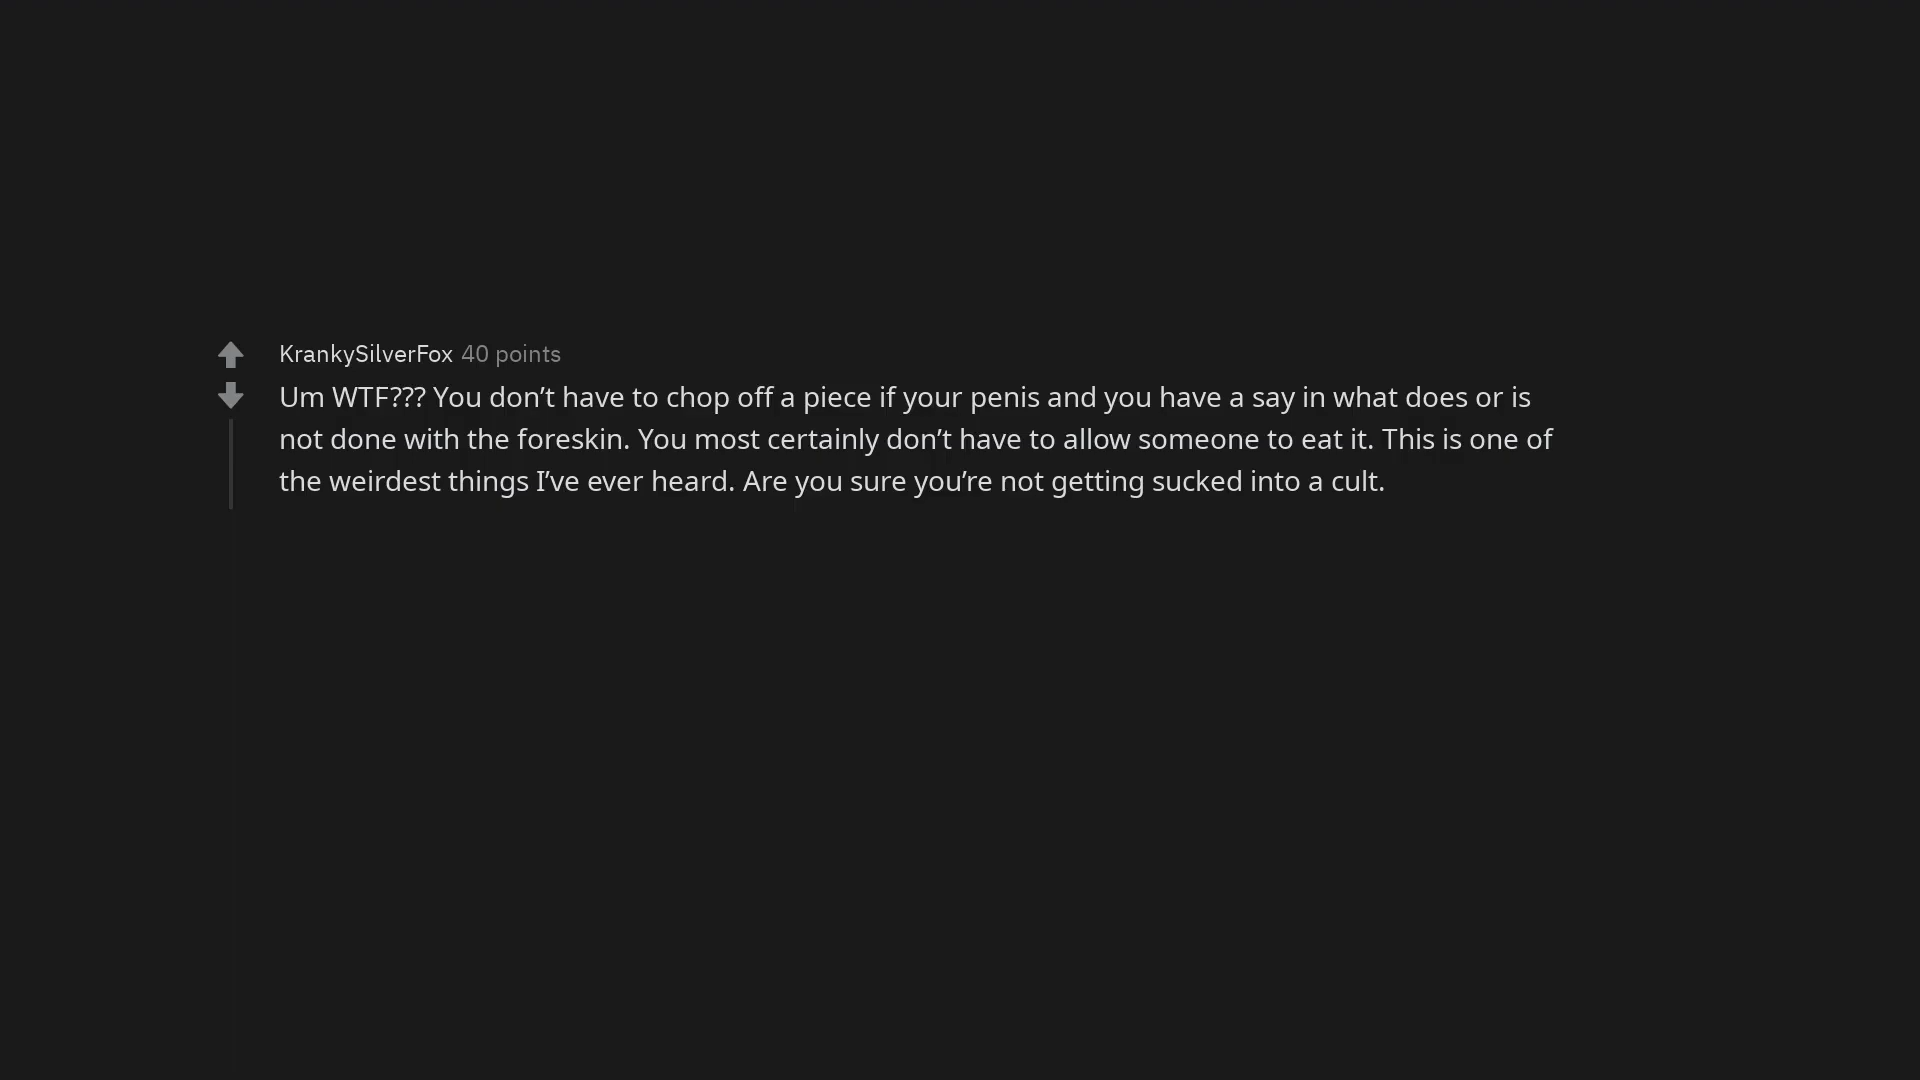 KrankySilverFox 40 points
Um WTF??? You don’t have to chop off a piece if your penis and you have a say in what does or is
not done with the foreskin. You most certainly don’t have to allow someone to eat it. This is one of
the weirdest things I’ve ever heard. Are you sure you’re not getting sucked into a cult.